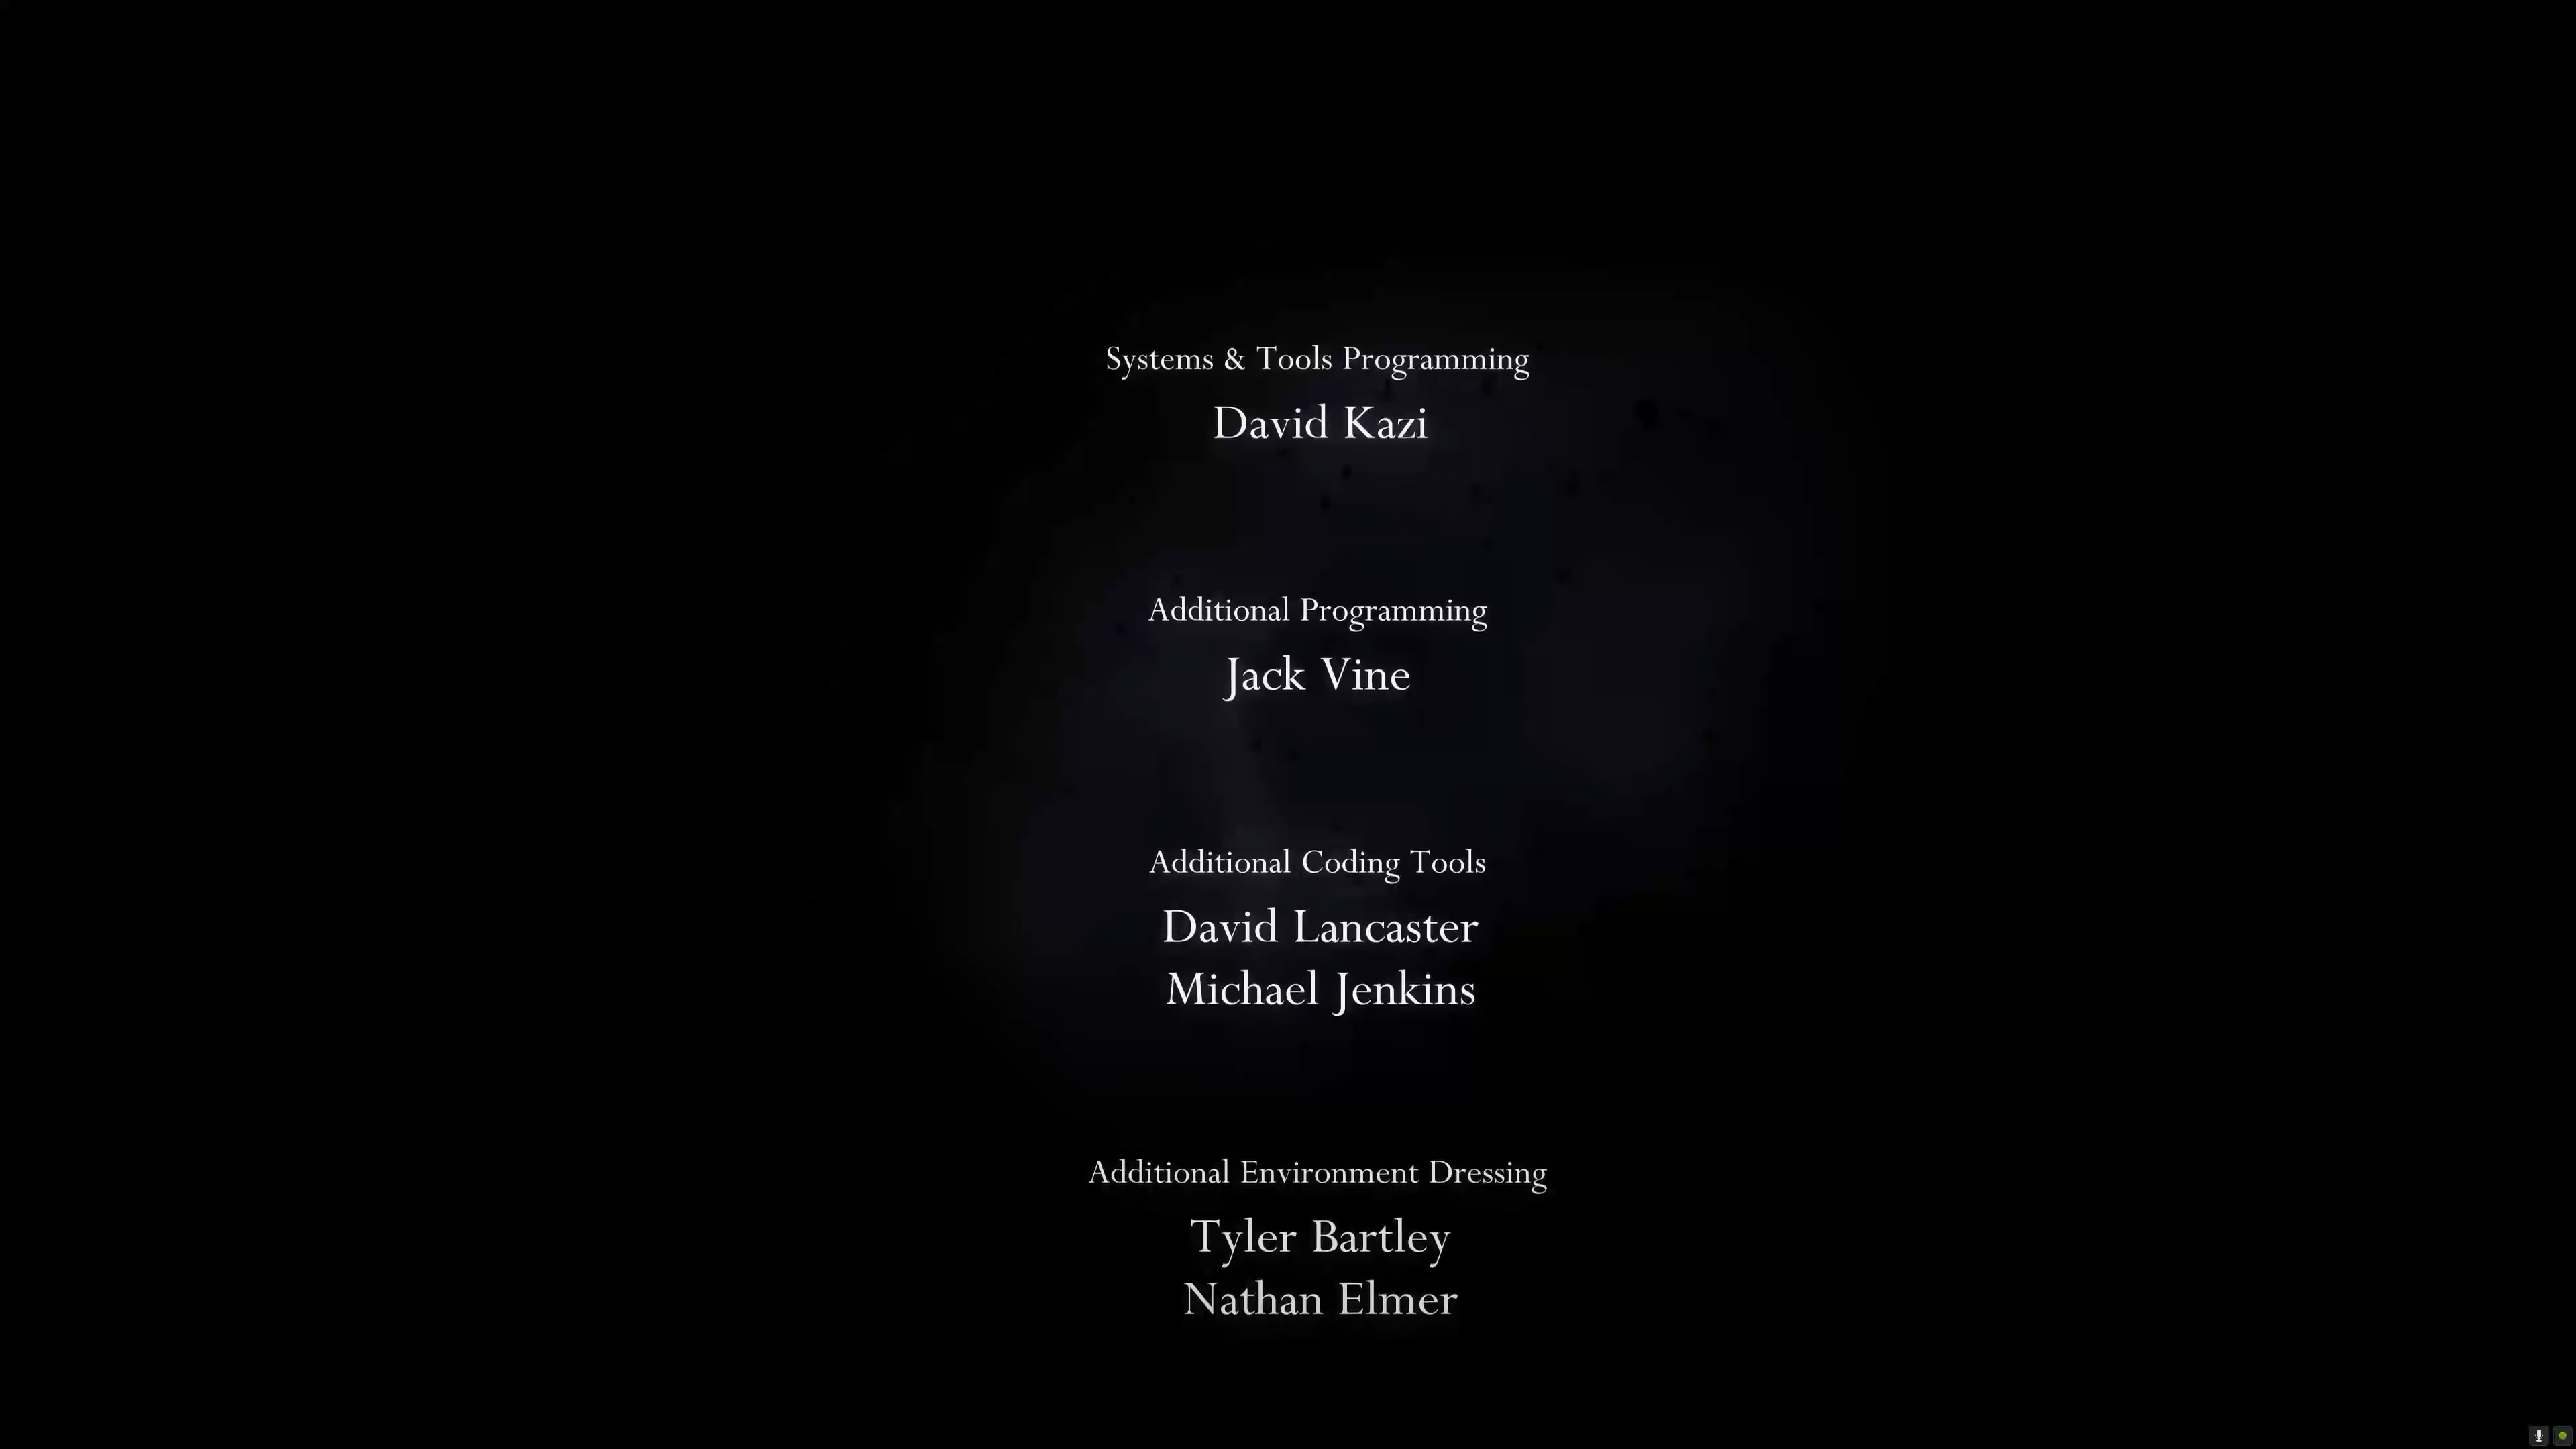 Systems & Tools Programming
David Kazi
Additional Programming
Jack Vine
Additional Coding Tools
David Lancaster
Michael Jenkins
Additional Environment Dressing
Tyler Bartley
Nathan Elmer